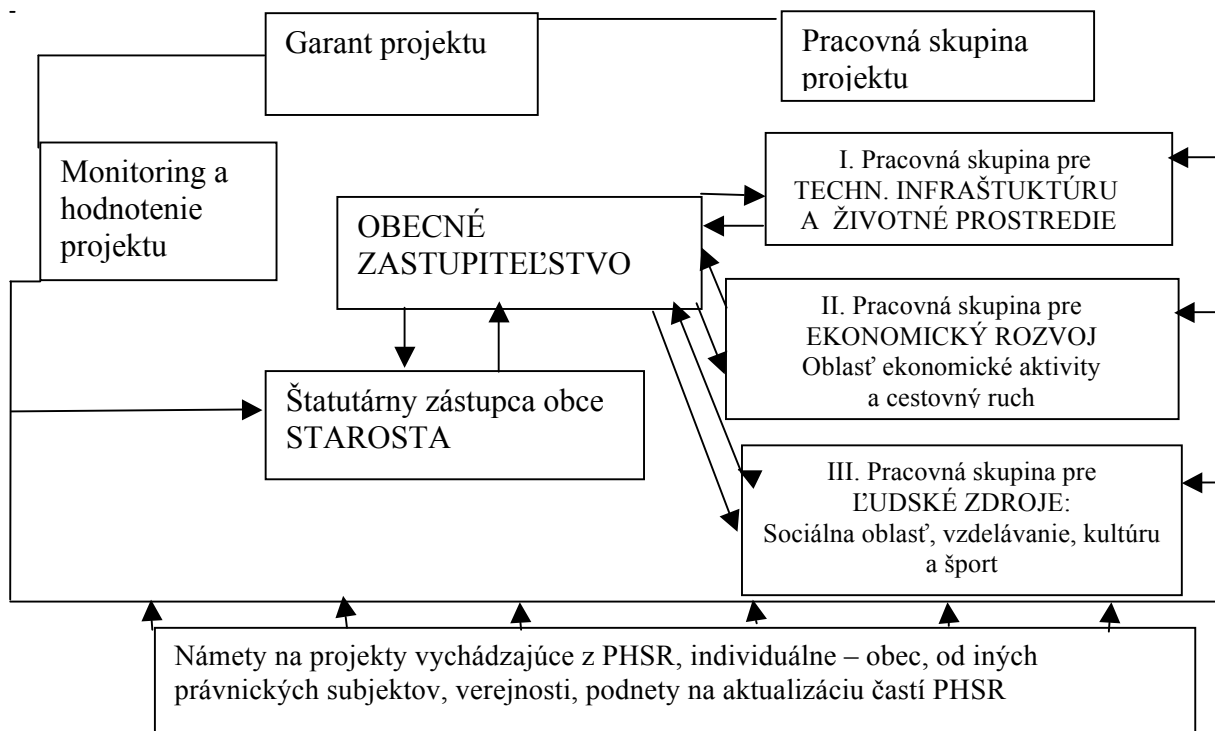 -
Garant projektu
Pracovná skupina
projektu
Monitoring a
hodnotenie
projektu
I. Pracovná skupina pre
TECHN. INFRAŠTUKTÚRU
A ŽIVOTNÉ PROSTREDIE
OBECNÉ
ZASTUPITEĽSTVO
II. Pracovná skupina pre
EKONOMICKÝ ROZVOJ
Oblasť ekonomické aktivity
a cestovný ruch
Štatutárny zástupca obce
STAROSTA
III. Pracovná skupina pre
ĽUDSKÉ ZDROJE:
Sociálna oblasť, vzdelávanie, kultúru
a šport
Námety na projekty vychádzajúce z PHSR, individuálne – obec, od iných
právnických subjektov, verejnosti, podnety na aktualizáciu častí PHSR